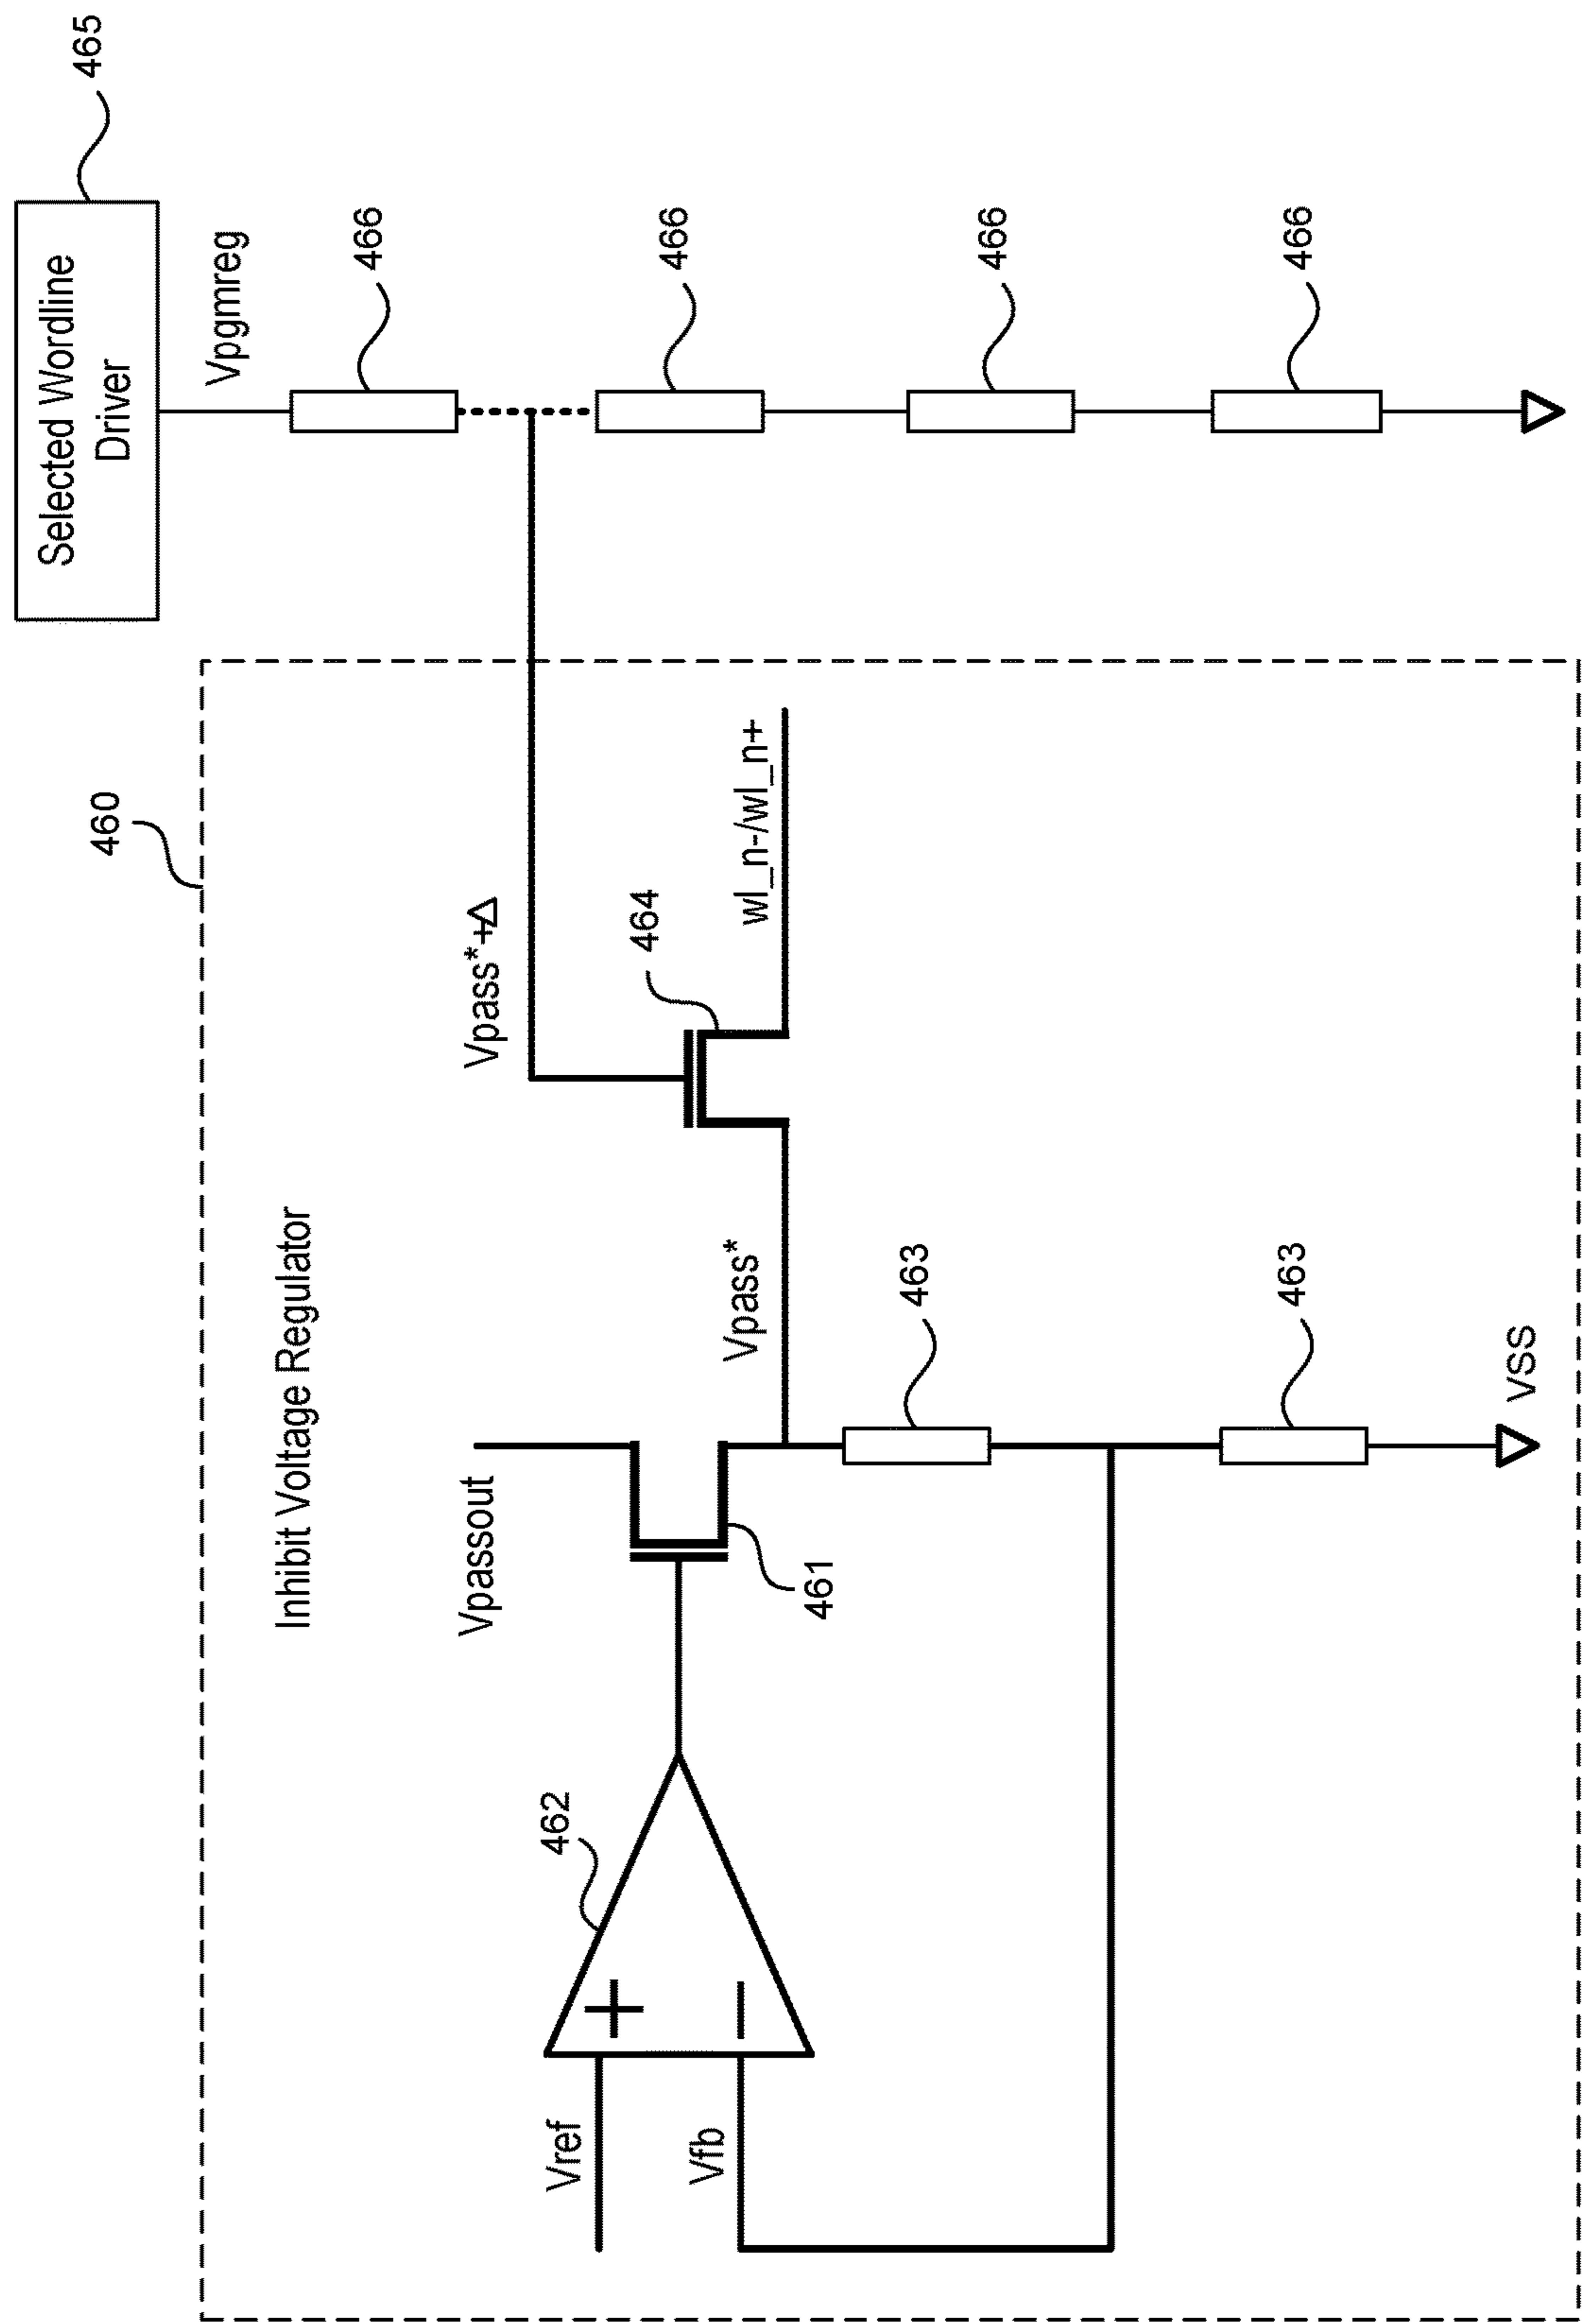 Selected Wordline
Driver
465
Vpgmreg
466
466
466
466
460
Inhibit Voltage Regulator
Vpass*+Δ
464
wl_n-/wl_n+
Vpassout
Vpass*
461
462
+
−
Vref
Vfb
463
463
VSS